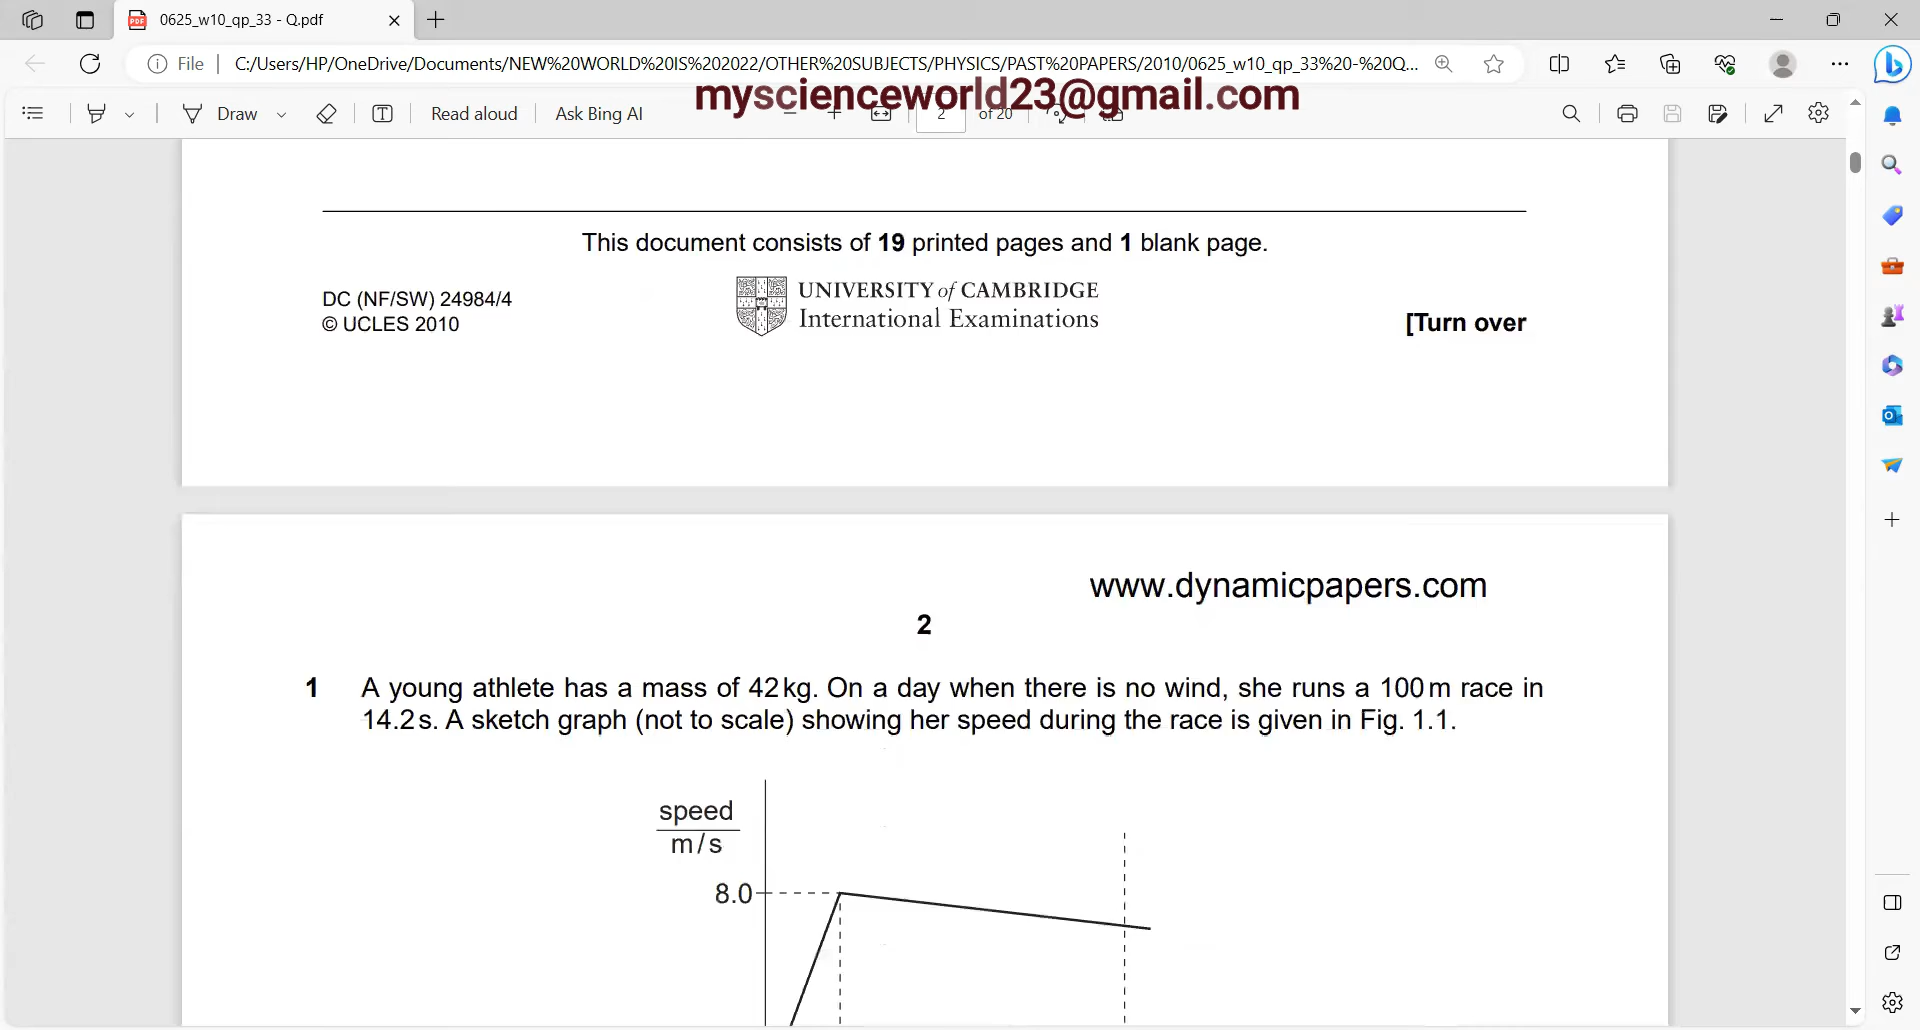 0625_w10_qp_33 - Q.pdf
File
C:/Users/HP/OneDrive/Documents/NEW%20WORLD%20IS%202022/OTHER%20SUBJECTS/PHYSICS/PAST%20PAPERS/2010/0625_w10_qp_33%20-%20Q...
myscienceworld23@gmail.com
Draw
Read aloud
Ask Bing AI
2
of 20
This document consists of 19 printed pages and 1 blank page.
DC (NF/SW) 24984/4
© UCLES 2010
UNIVERSITY of CAMBRIDGE
International Examinations
[Turn over
www.dynamicpapers.com
2
1 A young athlete has a mass of 42 kg. On a day when there is no wind, she runs a 100 m race in
14.2 s. A sketch graph (not to scale) showing her speed during the race is given in Fig. 1.1.
speed
m/s
8.0